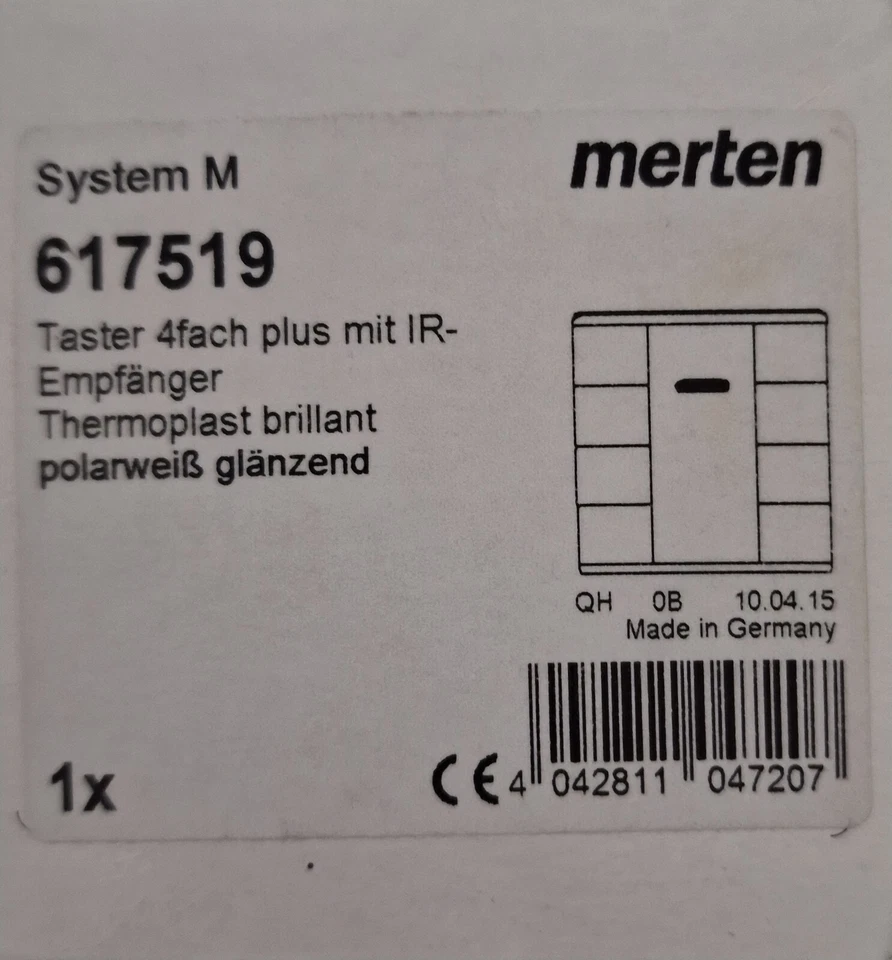 System M
merten
617519
Taster 4fach plus mit IR-
Empfänger
Thermoplast brillant
polarweiß glänzend
QH 0B 10.04.15
Made in Germany
1x
CE 4 042811 047207